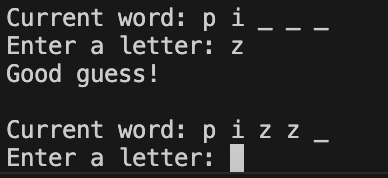 Current word: p i _ _ _
Enter a letter: z
Good guess!
Current word: p i z z _
Enter a letter: